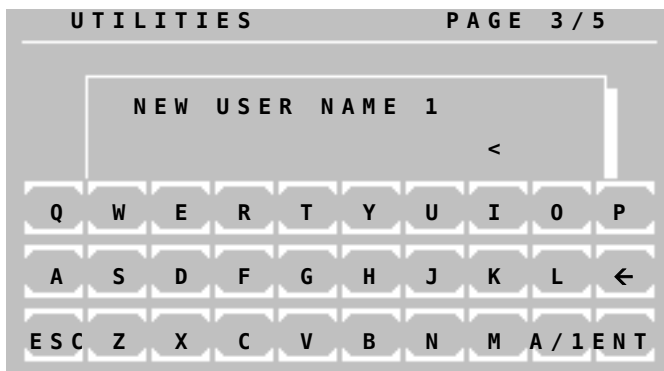 UTILITIES PAGE 3/5
NEW USER NAME 1
<
Q W E R T Y U I O P
A S D F G H J K L ←
ESC Z X C V B N M A/1 ENT